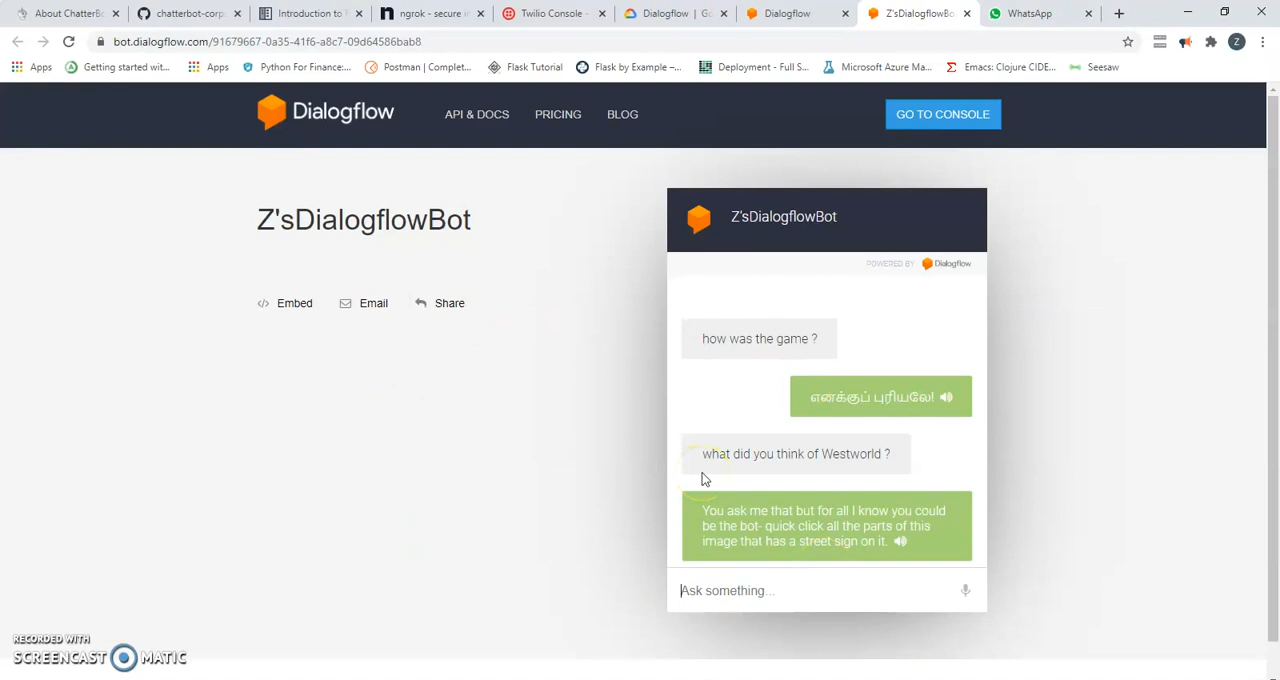 About ChatterBo
chatterbot-corp
Introduction to F
ngrok - secure in
Twilio Console -
Dialogflow | Go
Dialogflow
Z'sDialogflowBo
WhatsApp
bot.dialogflow.com/91679667-0a35-41f6-a8c7-09d64586bab8
Z
Apps
Getting started wit...
Apps
Python For Finance:...
Postman | Complet...
Flask Tutorial
Flask by Example –...
Deployment - Full S...
Microsoft Azure Ma...
Emacs: Clojure CIDE...
Seesaw
Dialogflow
API & DOCS
PRICING
BLOG
GO TO CONSOLE
Z'sDialogflowBot
Embed
Email
Share
Z'sDialogflowBot
POWERED BY Dialogflow
how was the game ?
எனக்குப் புரியலே!
what did you think of Westworld ?
You ask me that but for all I know you could
be the bot- quick click all the parts of this
image that has a street sign on it.
Ask something...
RECORDED WITH
SCREENCAST MATIC